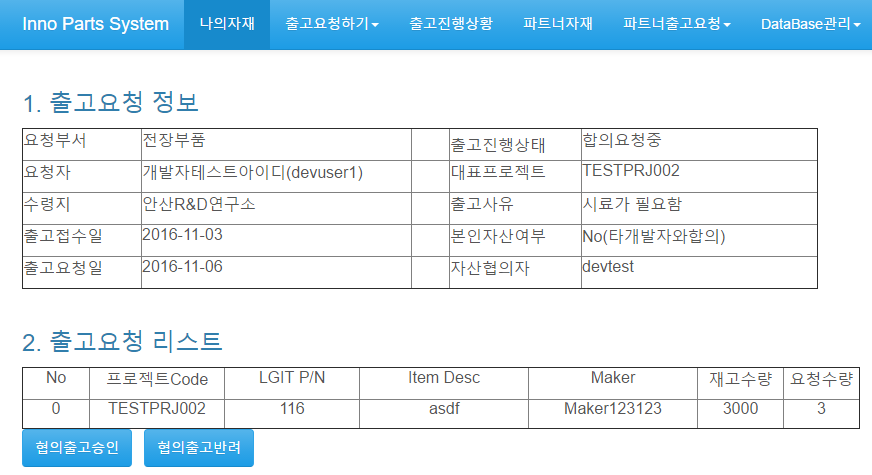 Inno Parts System 나의자재 출고요청하기 출고진행상황 파트너자재 파트너출고요청 DataBase관리
1. 출고요청 정보
요청부서 전장부품 출고진행상태 합의요청중
요청자 개발자테스트아이디(devuser1) 대표프로젝트 TESTPRJ002
수령지 안산R&D연구소 출고사유 시료가 필요함
출고접수일 2016-11-03 본인자산여부 No(타개발자와합의)
출고요청일 2016-11-06 자산협의자 devtest
2. 출고요청 리스트
No 프로젝트Code LGIT P/N Item Desc Maker 재고수량 요청수량
0 TESTPRJ002 116 asdf Maker123123 3000 3
협의출고승인 협의출고반려